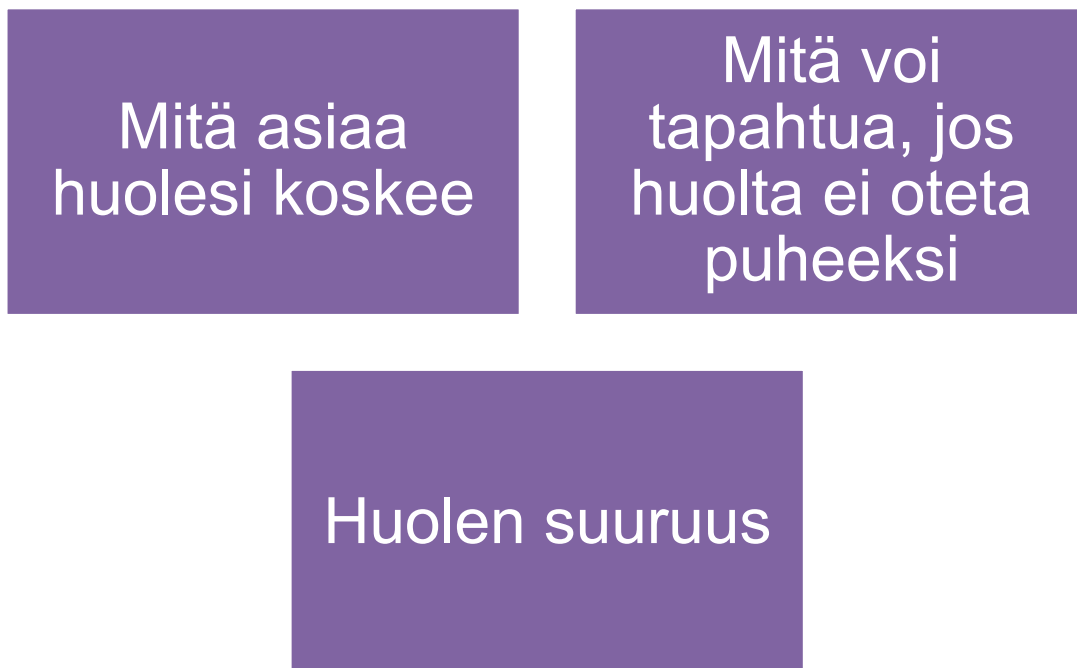 Mitä asiaa
huolesi koskee
Mitä voi
tapahtua, jos
huolta ei oteta
puheeksi
Huolen suuruus